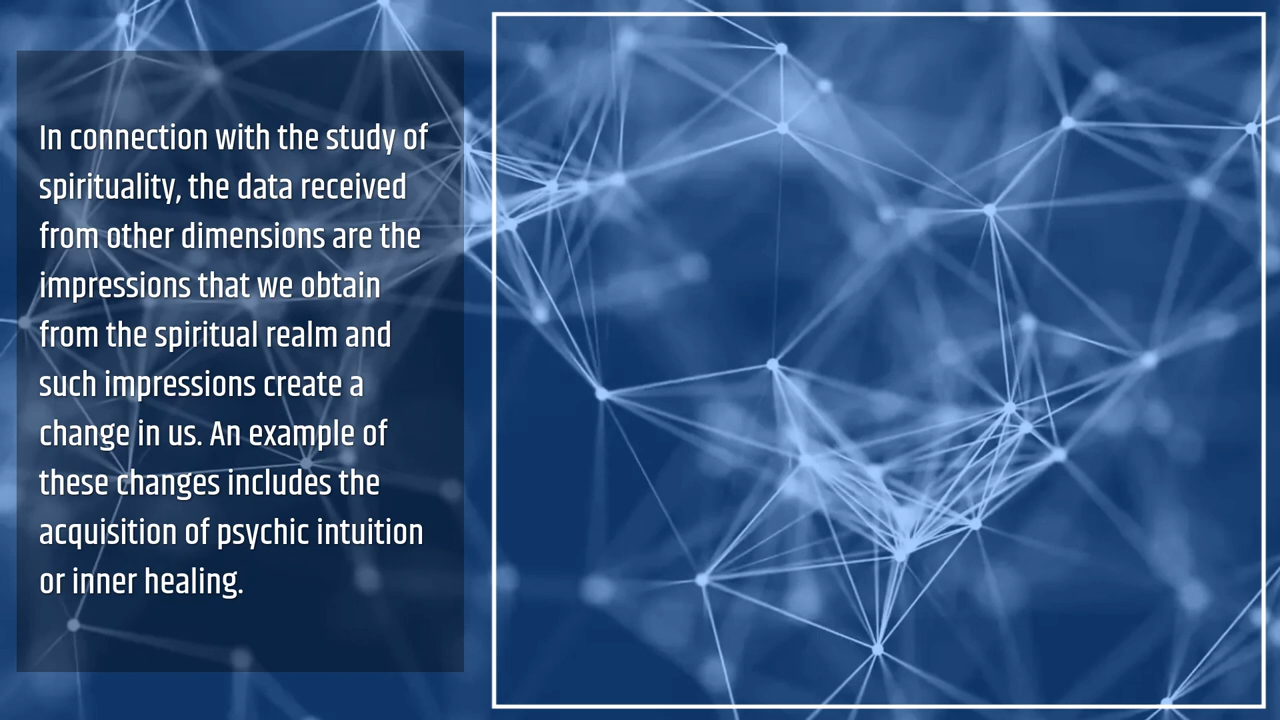 In connection with the study of
spirituality, the data received
from other dimensions are the
impressions that we obtain
from the spiritual realm and
such impressions create a
change in us. An example of
these changes includes the
acquisition of psychic intuition
or inner healing.